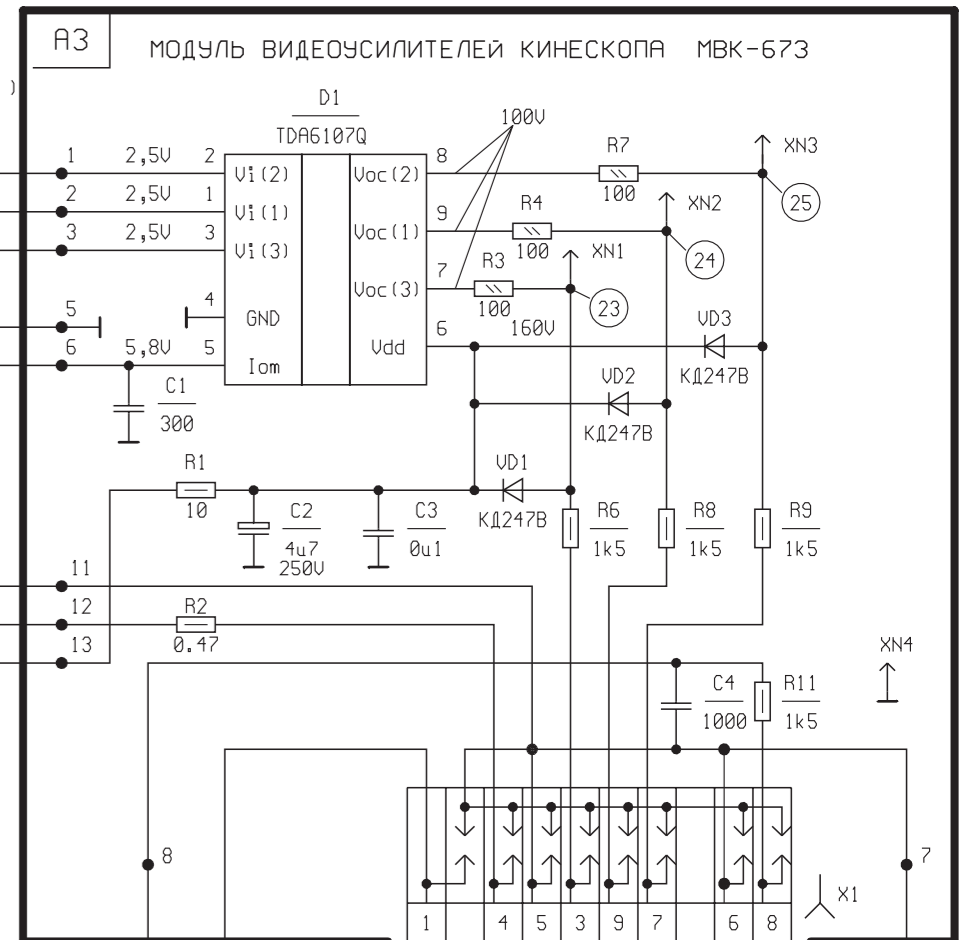 А3 МОДУЛЬ ВИДЕОУСИЛИТЕЛЕЙ КИНЕСКОПА МВК-673
)
D1
TDA6107Q
100V
1 2,5V 2 Vi(2) Voc(2) 8 R7 100 XN3 25
2 2,5V 1 Vi(1) Voc(1) 9 R4 100 XN2 24
3 2,5V 3 Vi(3) Voc(3) 7 R3 100 XN1 23
5 4 GND
160V
6 5,8V 5 Iom Vdd 6 VD3 КД247В
C1 300
VD2 КД247В
R1 10
VD1 КД247В
C2 4u7 250V
C3 0u1
R6 1k5
R8 1k5
R9 1k5
11
12 R2 0.47
13
XN4
C4 1000
R11 1k5
8
7
X1
1 4 5 3 9 7 6 8